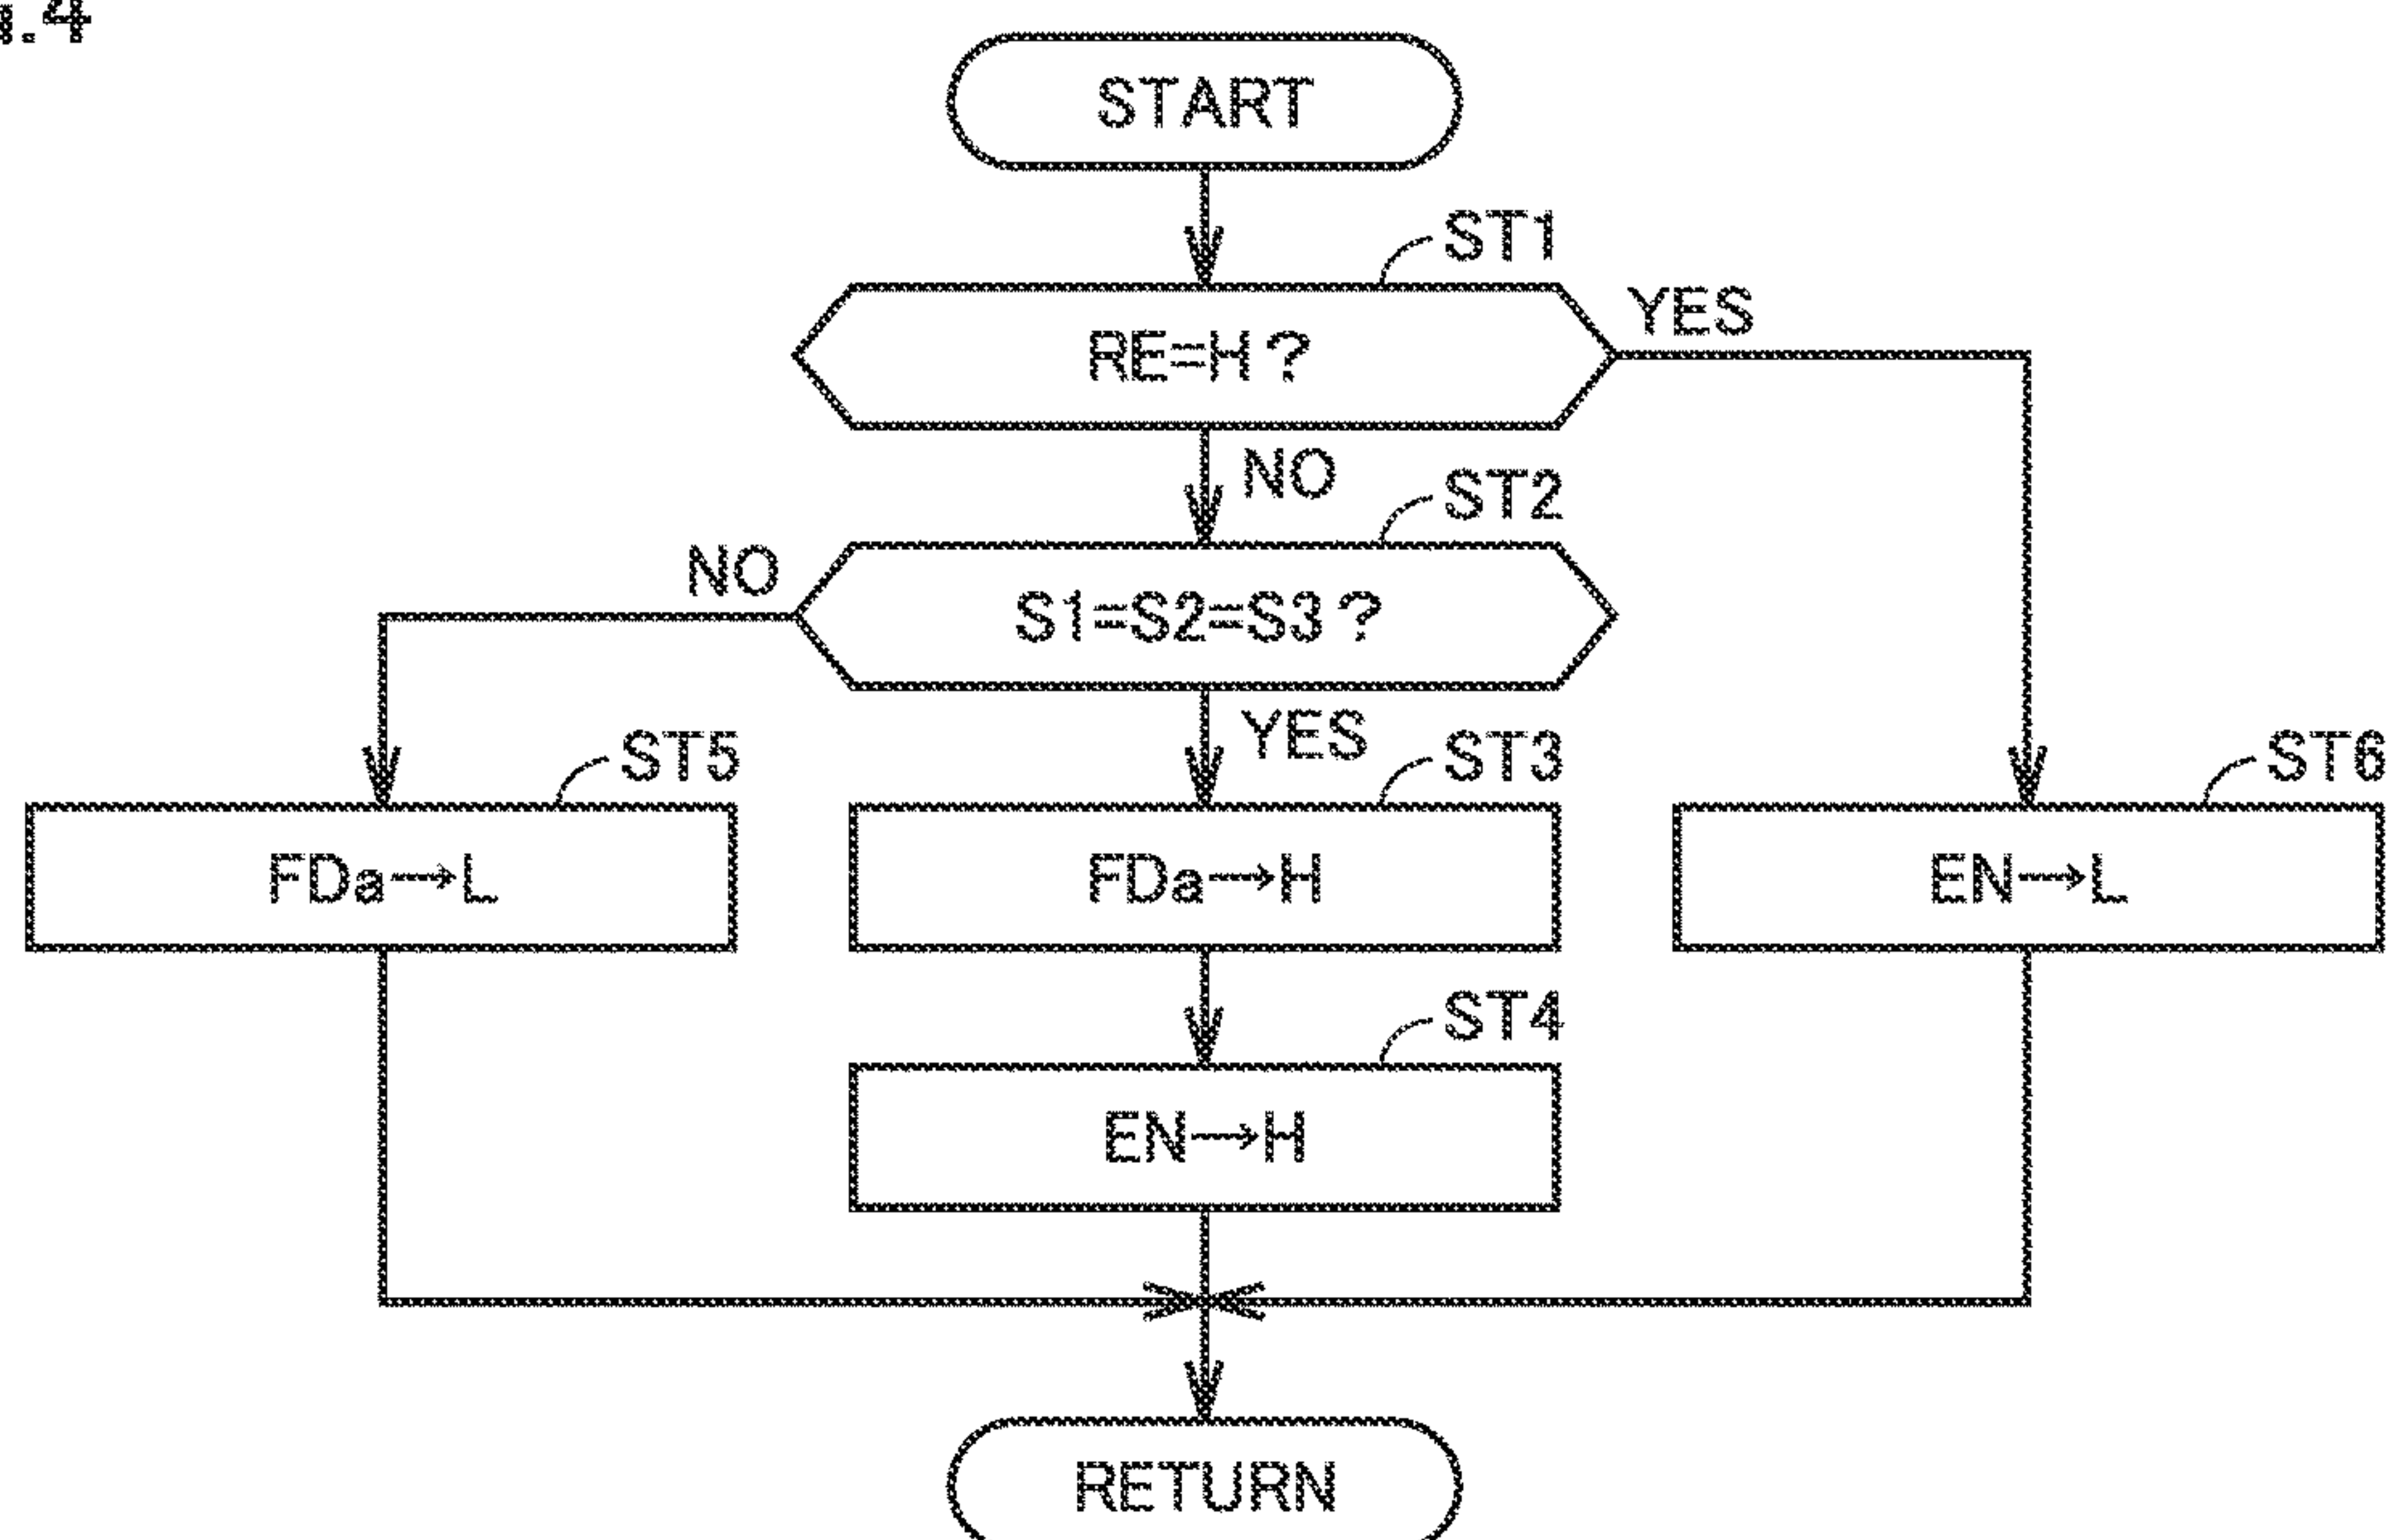 .4
START
ST1
RE=H?
YES
NO
ST2
NO
S1=S2=S3?
YES
ST5
ST3
ST6
FDa→L
FDa→H
EN→L
ST4
EN→H
RETURN